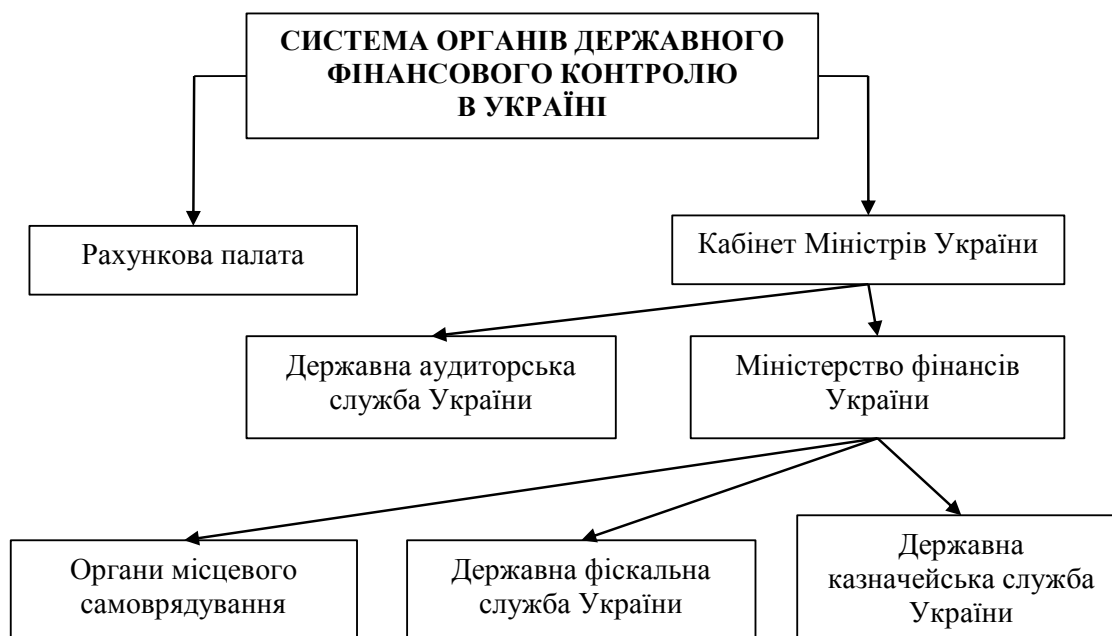 СИСТЕМА ОРГАНІВ ДЕРЖАВНОГО
ФІНАНСОВОГО КОНТРОЛЮ
В УКРАЇНІ
Рахункова палата
Кабінет Міністрів України
Державна аудиторська
служба України
Міністерство фінансів
України
Органи місцевого
самоврядування
Державна фіскальна
служба України
Державна
казначейська служба
України